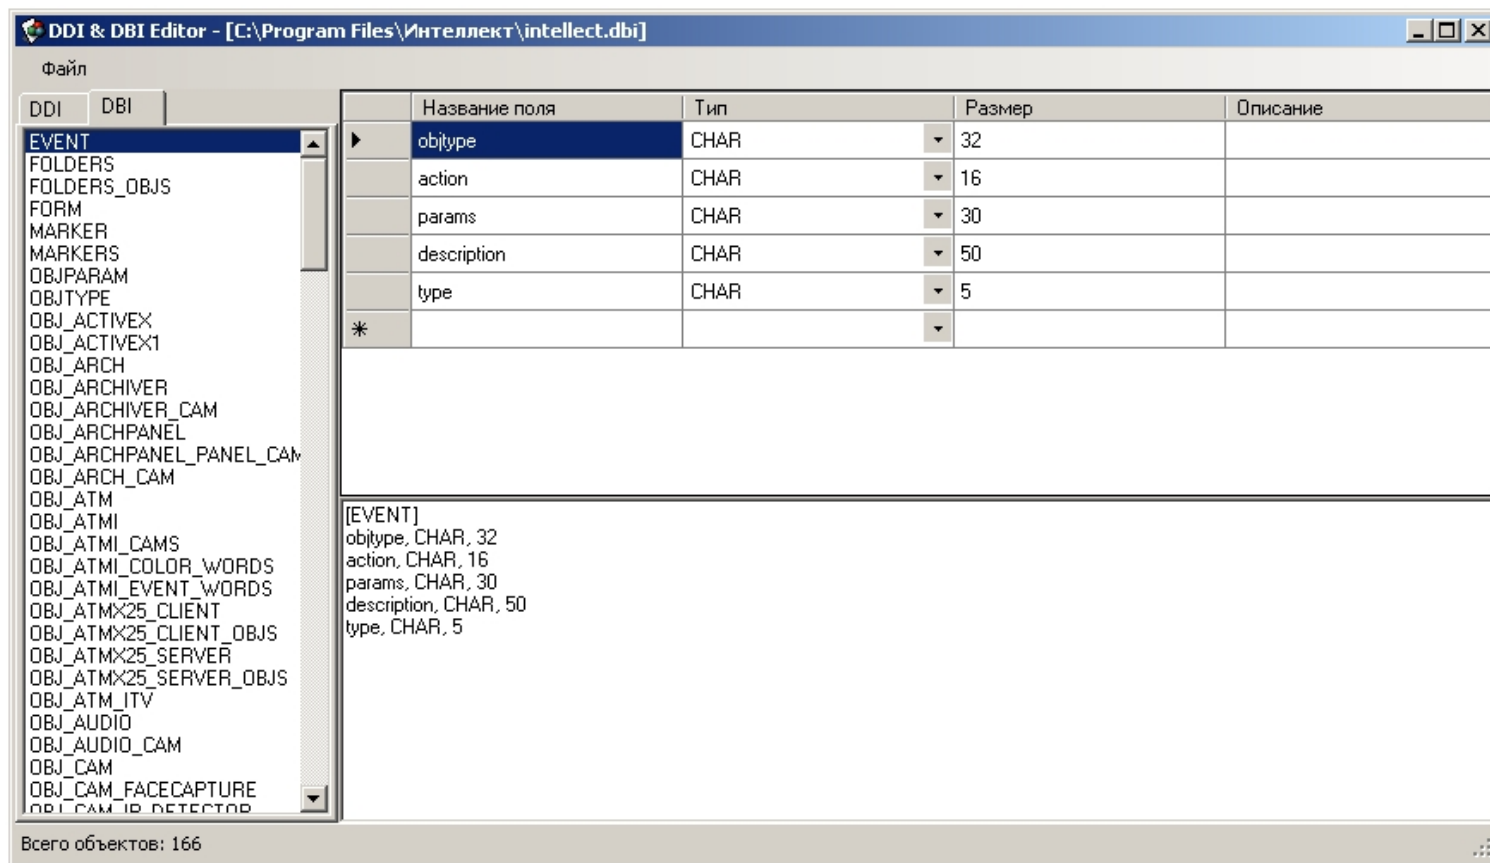 DDI & DBI Editor - [C:\Program Files\Интеллект\intellect.dbi]
Файл
DDI DBI
EVENT
FOLDERS
FOLDERS_OBJS
FORM
MARKER
MARKERS
OBJPARAM
OBJTYPE
OBJ_ACTIVEX
OBJ_ACTIVEX1
OBJ_ARCH
OBJ_ARCHIVER
OBJ_ARCHIVER_CAM
OBJ_ARCHPANEL
OBJ_ARCHPANEL_PANEL_CAM
OBJ_ARCH_CAM
OBJ_ATM
OBJ_ATMI
OBJ_ATMI_CAMS
OBJ_ATMI_COLOR_WORDS
OBJ_ATMI_EVENT_WORDS
OBJ_ATMX25_CLIENT
OBJ_ATMX25_CLIENT_OBJS
OBJ_ATMX25_SERVER
OBJ_ATMX25_SERVER_OBJS
OBJ_ATM_ITV
OBJ_AUDIO
OBJ_AUDIO_CAM
OBJ_CAM
OBJ_CAM_FACECAPTURE
OBJ_CAM_IR_DETECTOR
Название поля Тип Размер Описание
objtype CHAR 32
action CHAR 16
params CHAR 30
description CHAR 50
type CHAR 5
[EVENT]
objtype, CHAR, 32
action, CHAR, 16
params, CHAR, 30
description, CHAR, 50
type, CHAR, 5
Всего объектов: 166